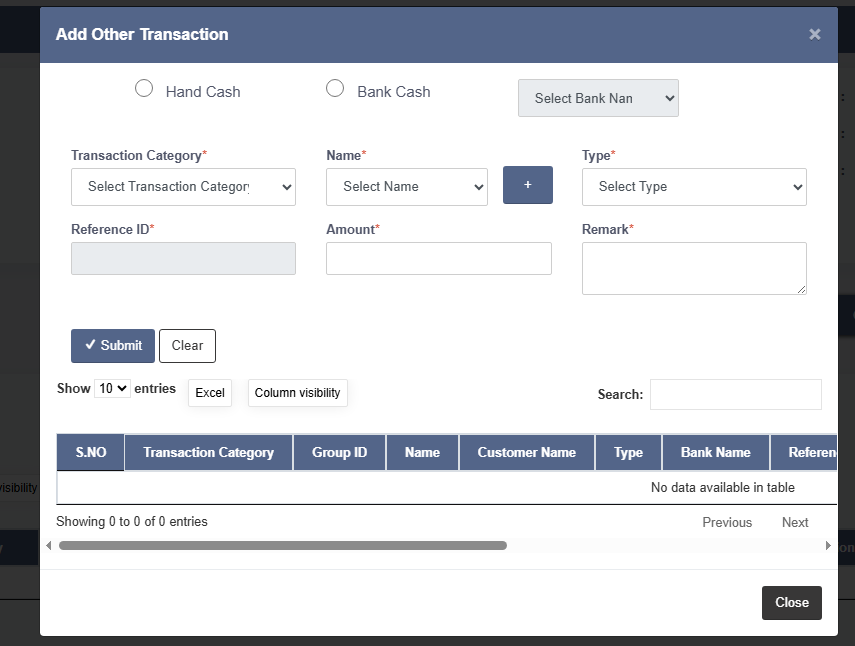 Add Other Transaction ×
Hand Cash Bank Cash Select Bank Nan
Transaction Category* Name* Type*
Select Transaction Category Select Name + Select Type
Reference ID* Amount* Remark*
✓ Submit Clear
Show 10 entries Excel Column visibility Search:
S.NO Transaction Category Group ID Name Customer Name Type Bank Name Referen
No data available in table
Showing 0 to 0 of 0 entries Previous Next
Close
isibility